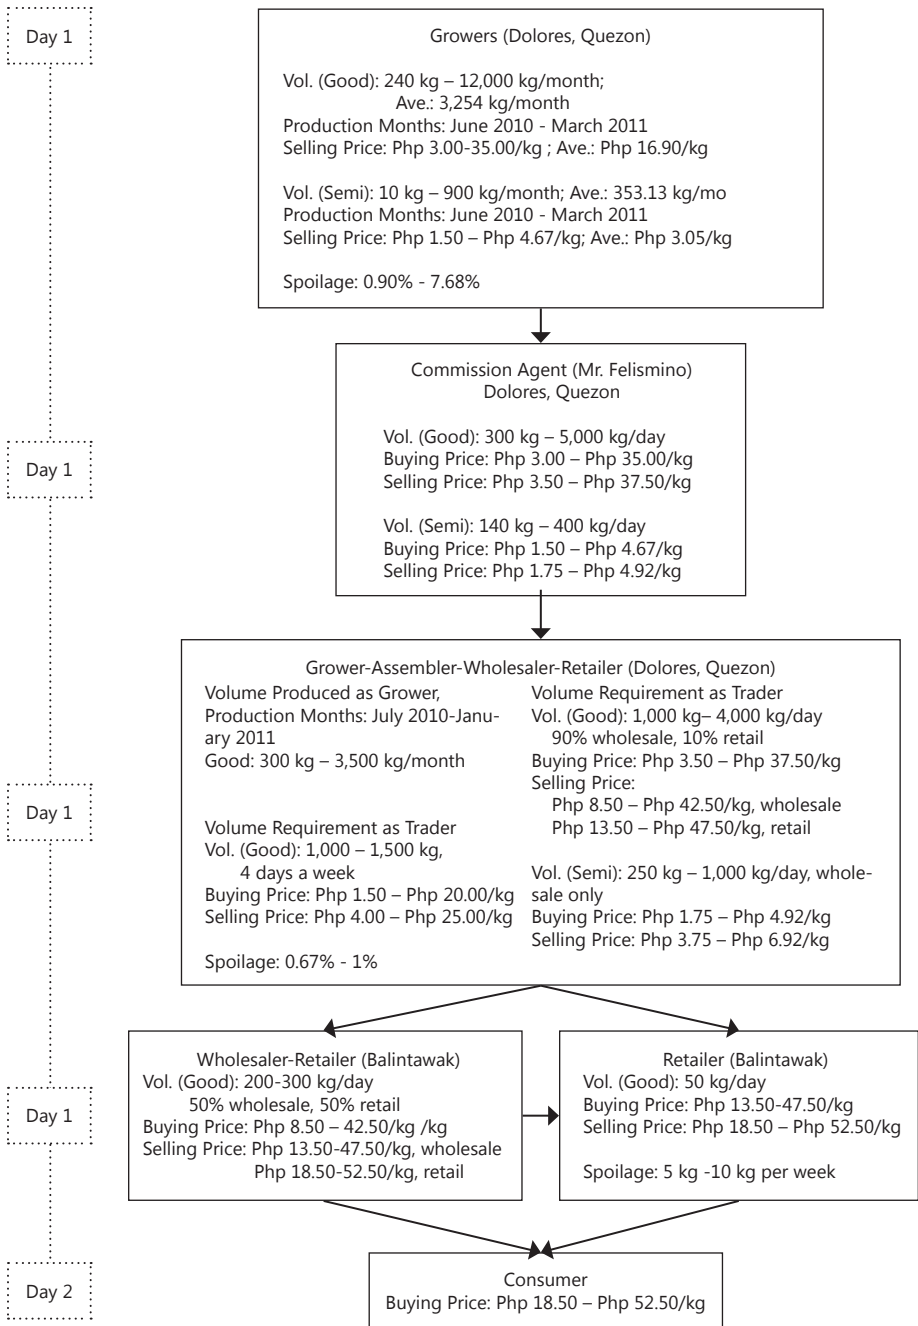 Day 1
Growers (Dolores, Quezon)
Vol. (Good): 240 kg – 12,000 kg/month;
Ave.: 3,254 kg/month
Production Months: June 2010 - March 2011
Selling Price: Php 3.00-35.00/kg ; Ave.: Php 16.90/kg
Vol. (Semi): 10 kg – 900 kg/month; Ave.: 353.13 kg/mo
Production Months: June 2010 - March 2011
Selling Price: Php 1.50 – Php 4.67/kg; Ave.: Php 3.05/kg
Spoilage: 0.90% - 7.68%
Day 1
Commission Agent (Mr. Felismino)
Dolores, Quezon
Vol. (Good): 300 kg – 5,000 kg/day
Buying Price: Php 3.00 – Php 35.00/kg
Selling Price: Php 3.50 – Php 37.50/kg
Vol. (Semi): 140 kg – 400 kg/day
Buying Price: Php 1.50 – Php 4.67/kg
Selling Price: Php 1.75 – Php 4.92/kg
Day 1
Grower-Assembler-Wholesaler-Retailer (Dolores, Quezon)
Volume Produced as Grower,
Production Months: July 2010-Janu-
ary 2011
Good: 300 kg – 3,500 kg/month
Volume Requirement as Trader
Vol. (Good): 1,000 – 1,500 kg,
4 days a week
Buying Price: Php 1.50 – Php 20.00/kg
Selling Price: Php 4.00 – Php 25.00/kg
Spoilage: 0.67% - 1%
Volume Requirement as Trader
Vol. (Good): 1,000 kg– 4,000 kg/day
90% wholesale, 10% retail
Buying Price: Php 3.50 – Php 37.50/kg
Selling Price:
Php 8.50 – Php 42.50/kg, wholesale
Php 13.50 – Php 47.50/kg, retail
Vol. (Semi): 250 kg – 1,000 kg/day, whole-
sale only
Buying Price: Php 1.75 – Php 4.92/kg
Selling Price: Php 3.75 – Php 6.92/kg
Day 1
Wholesaler-Retailer (Balintawak)
Vol. (Good): 200-300 kg/day
50% wholesale, 50% retail
Buying Price: Php 8.50 – 42.50/kg /kg
Selling Price: Php 13.50-47.50/kg, wholesale
Php 18.50-52.50/kg, retail
Retailer (Balintawak)
Vol. (Good): 50 kg/day
Buying Price: Php 13.50-47.50/kg
Selling Price: Php 18.50 – Php 52.50/kg
Spoilage: 5 kg -10 kg per week
Day 2
Consumer
Buying Price: Php 18.50 – Php 52.50/kg